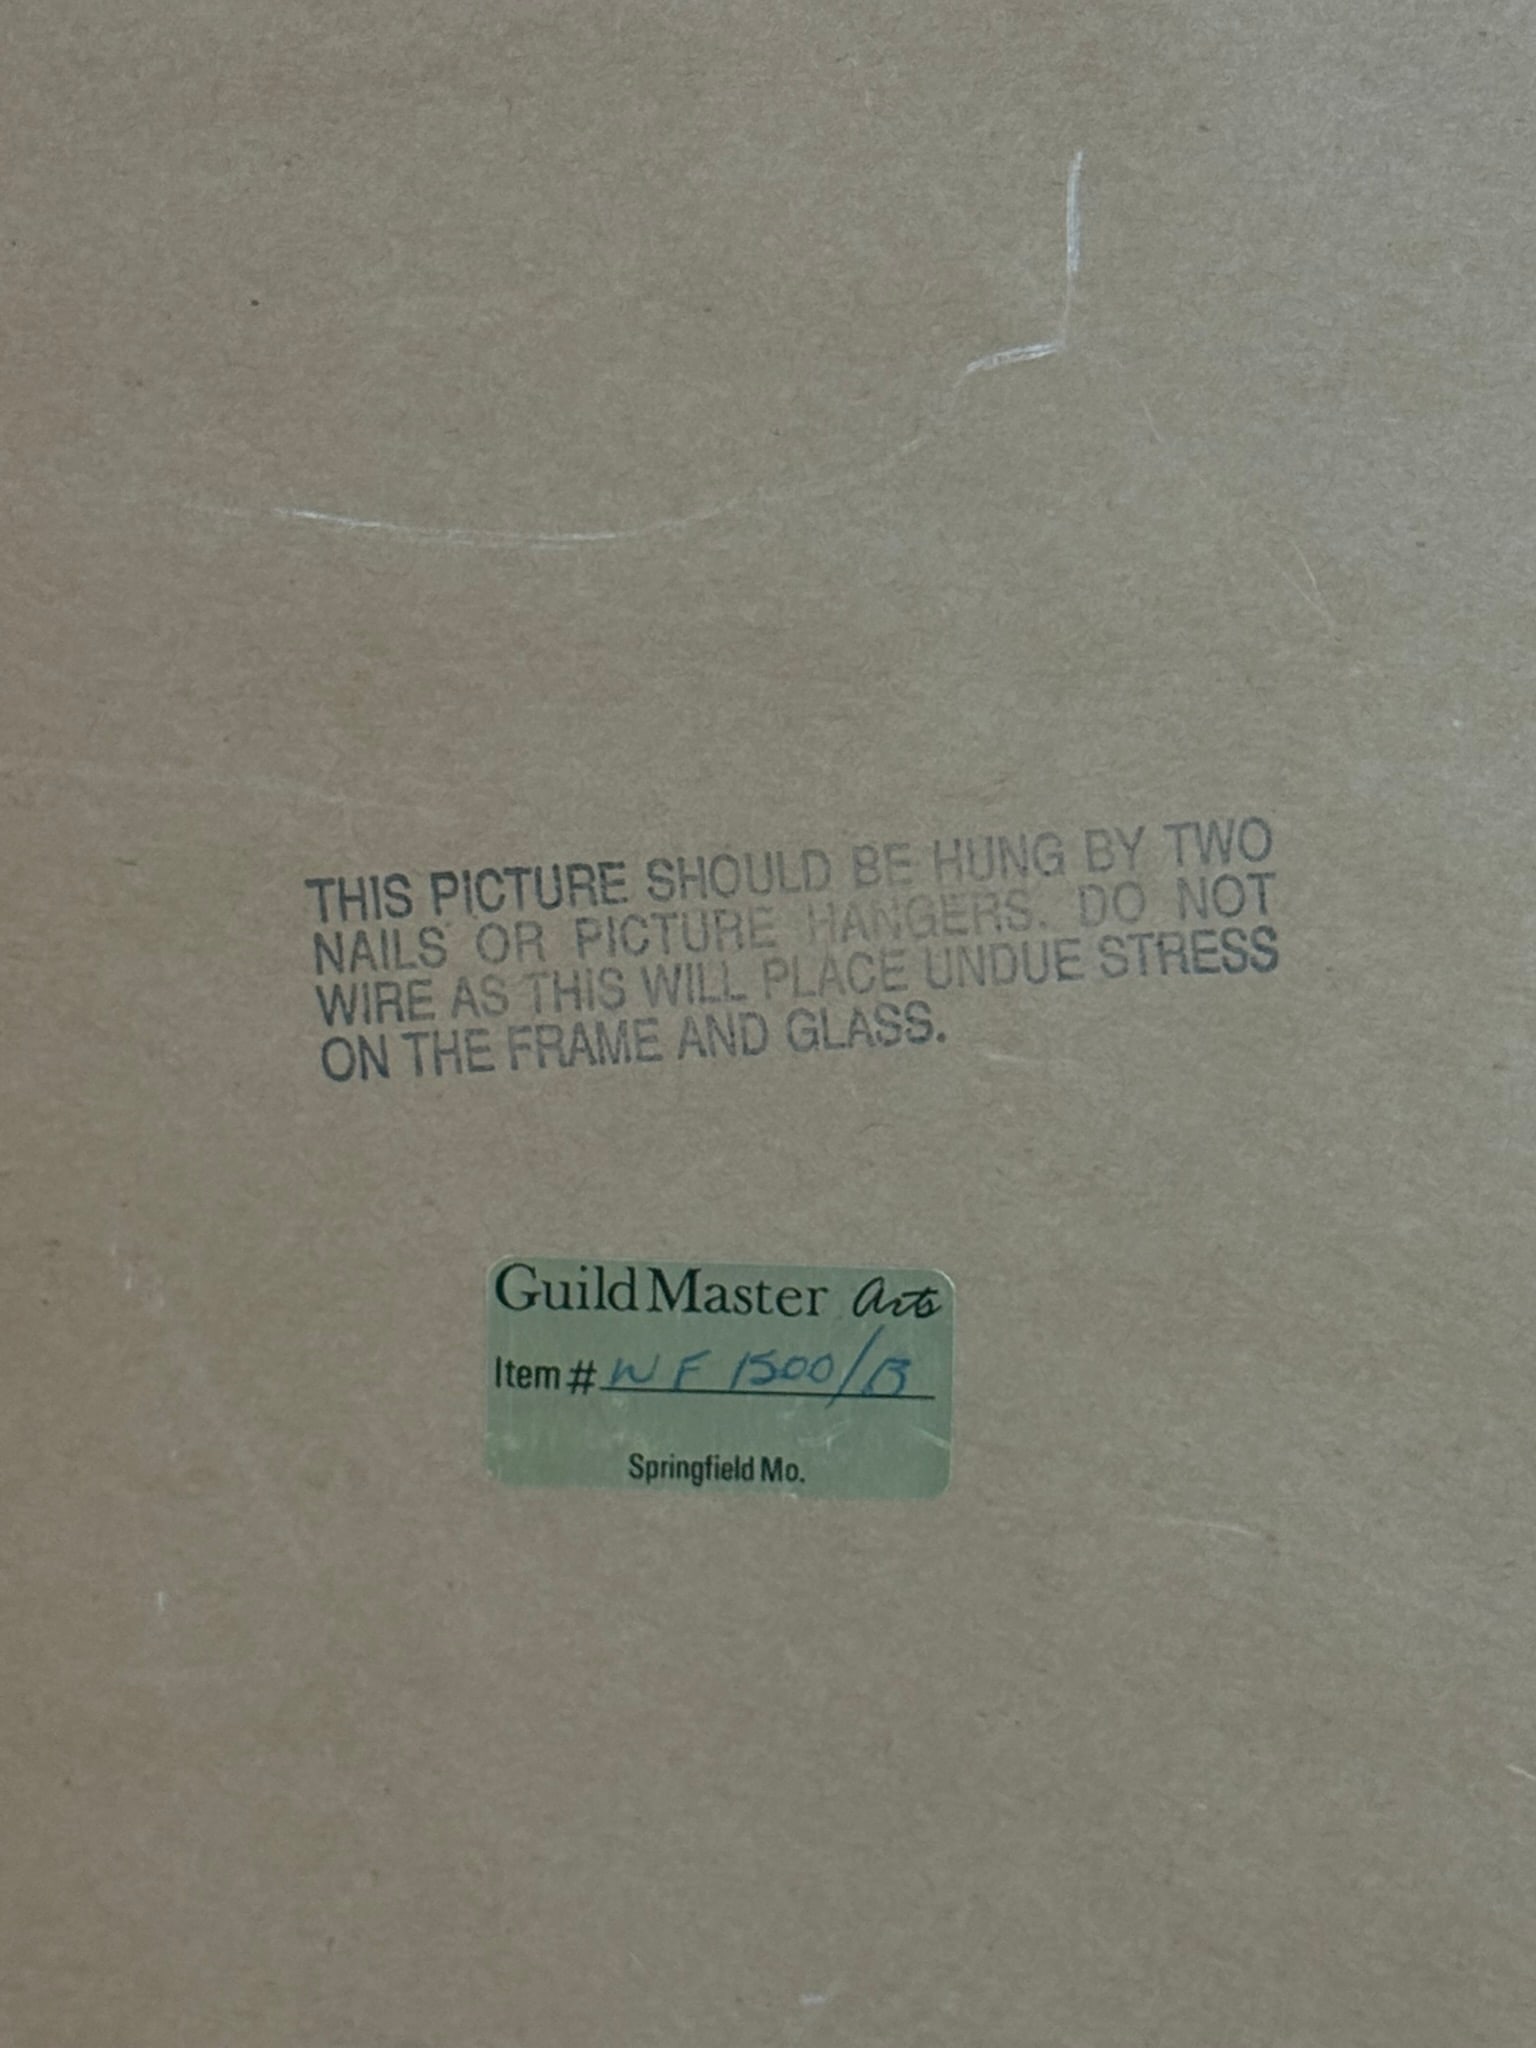 THIS PICTURE SHOULD BE HUNG BY TWO
NAILS OR PICTURE HANGERS. DO NOT
WIRE AS THIS WILL PLACE UNDUE STRESS
ON THE FRAME AND GLASS.
GuildMaster Arts
Item # WF 1500/B
Springfield Mo.